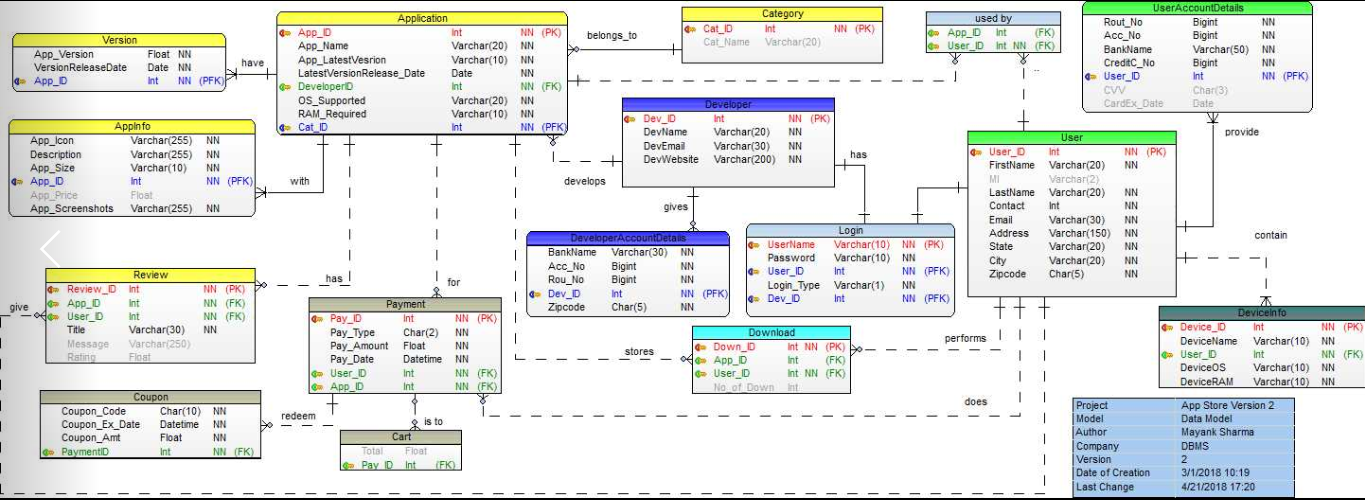 Version
App_Version Float NN
VersionReleaseDate Date NN
App_ID Int NN (PFK)
have
Application
App_ID Int NN (PK)
App_Name Varchar(20) NN
App_LatestVesrion Varchar(10) NN
LatestVersionRelease_Date Date NN
DeveloperID Int NN (FK)
OS_Supported Varchar(20) NN
RAM_Required Varchar(10) NN
Cat_ID Int NN (PFK)
belongs_to
Category
Cat_ID Int NN (PK)
Cat_Name Varchar(20)
used by
App_ID Int (FK)
User_ID Int NN (FK)
UserAccountDetails
Rout_No Bigint NN
Acc_No Bigint NN
BankName Varchar(50) NN
CreditC_No Bigint NN
User_ID Int NN (PFK)
CVV Char(3)
CardEx_Date Date
provide
AppInfo
App_Icon Varchar(255) NN
Description Varchar(255) NN
App_Size Varchar(10) NN
App_ID Int NN (PFK)
App_Price Float
App_Screenshots Varchar(255) NN
with
Developer
Dev_ID Int NN (PK)
DevName Varchar(20) NN
DevEmail Varchar(30) NN
DevWebsite Varchar(200) NN
develops
has
gives
User
User_ID Int NN (PK)
FirstName Varchar(20) NN
MI Varchar(2)
LastName Varchar(20) NN
Contact Int NN
Email Varchar(30) NN
Address Varchar(150) NN
State Varchar(20) NN
City Varchar(20) NN
Zipcode Char(5) NN
contain
DeveloperAccountDetails
BankName Varchar(30) NN
Acc_No Bigint NN
Rou_No Bigint NN
Dev_ID Int NN (PFK)
Zipcode Char(5) NN
Login
UserName Varchar(10) NN (PK)
Password Varchar(10) NN
User_ID Int NN (PFK)
Login_Type Varchar(1) NN
Dev_ID Int NN (PFK)
Review
Review_ID Int NN (PK)
App_ID Int NN (FK)
User_ID Int NN (FK)
Title Varchar(30) NN
Message Varchar(250)
Rating Float
give
has
for
Payment
Pay_ID Int NN (PK)
Pay_Type Char(2) NN
Pay_Amount Float NN
Pay_Date Datetime NN
User_ID Int NN (FK)
App_ID Int NN (FK)
stores
Download
Down_ID Int NN (PK)
App_ID Int (FK)
User_ID Int NN (FK)
No_of_Down Int
performs
does
DeviceInfo
Device_ID Int NN (PK)
DeviceName Varchar(10) NN
User_ID Int NN (FK)
DeviceOS Varchar(10) NN
DeviceRAM Varchar(10) NN
Coupon
Coupon_Code Char(10) NN
Coupon_Ex_Date Datetime NN
Coupon_Amt Float NN
PaymentID Int NN (FK)
redeem
is to
Cart
Total Float
Pay_ID Int (FK)
Project App Store Version 2
Model Data Model
Author Mayank Sharma
Company DBMS
Version 2
Date of Creation 3/1/2018 10:19
Last Change 4/21/2018 17:20